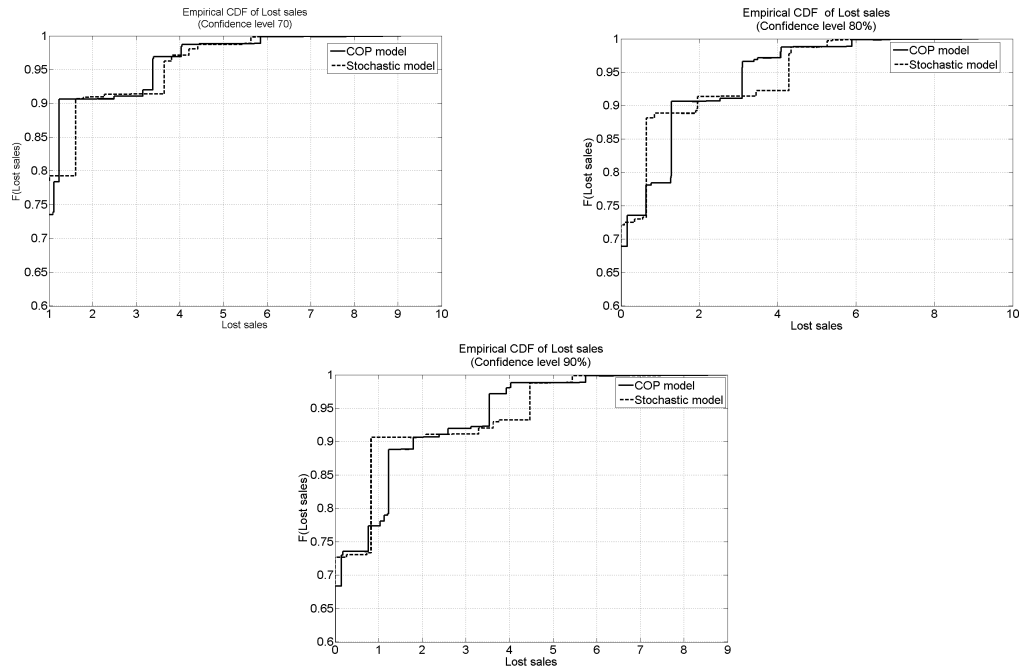 Empirical CDF of Lost sales
(Confidence level 70)
1
0.95
0.9
0.85
0.8
0.75
0.7
0.65
0.6
F(Lost sales)
COP model
Stochastic model
1 2 3 4 5 6 7 8 9 10
Lost sales
Empirical CDF of Lost sales
(Confidence level 80%)
1
0.95
0.9
0.85
0.8
0.75
0.7
0.65
0.6
F(Lost sales)
COP model
Stochastic model
0 2 4 6 8 10
Lost sales
Empirical CDF of Lost sales
(Confidence level 90%)
1
0.95
0.9
0.85
0.8
0.75
0.7
0.65
0.6
F(Lost sales)
COP model
Stochastic model
0 1 2 3 4 5 6 7 8 9
Lost sales